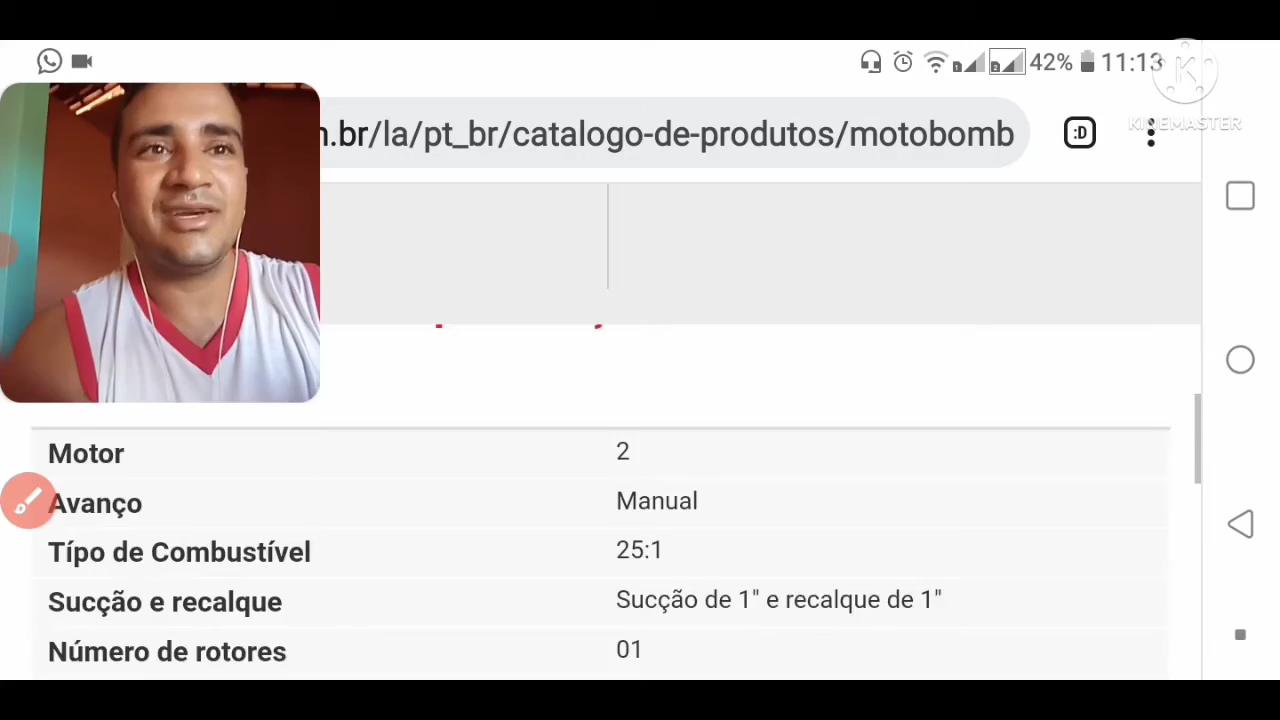 42% 11:13
KINEMASTER
.br/la/pt_br/catalogo-de-produtos/motobomb
:D
Motor 2
Avanço Manual
Típo de Combustível 25:1
Sucção e recalque Sucção de 1" e recalque de 1"
Número de rotores 01